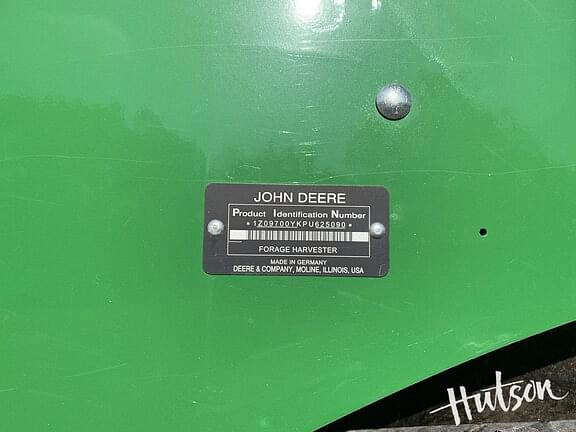 JOHN DEERE
Product Identification Number
* 1Z09700YKPU625090 *
FORAGE HARVESTER
MADE IN GERMANY
DEERE & COMPANY, MOLINE, ILLINOIS, USA
Hutson